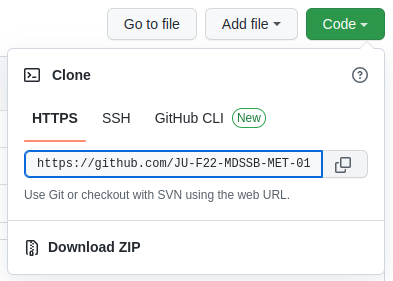 Go to file Add file Code
Clone
HTTPS SSH GitHub CLI New
https://github.com/JU-F22-MDSSB-MET-01
Use Git or checkout with SVN using the web URL.
Download ZIP